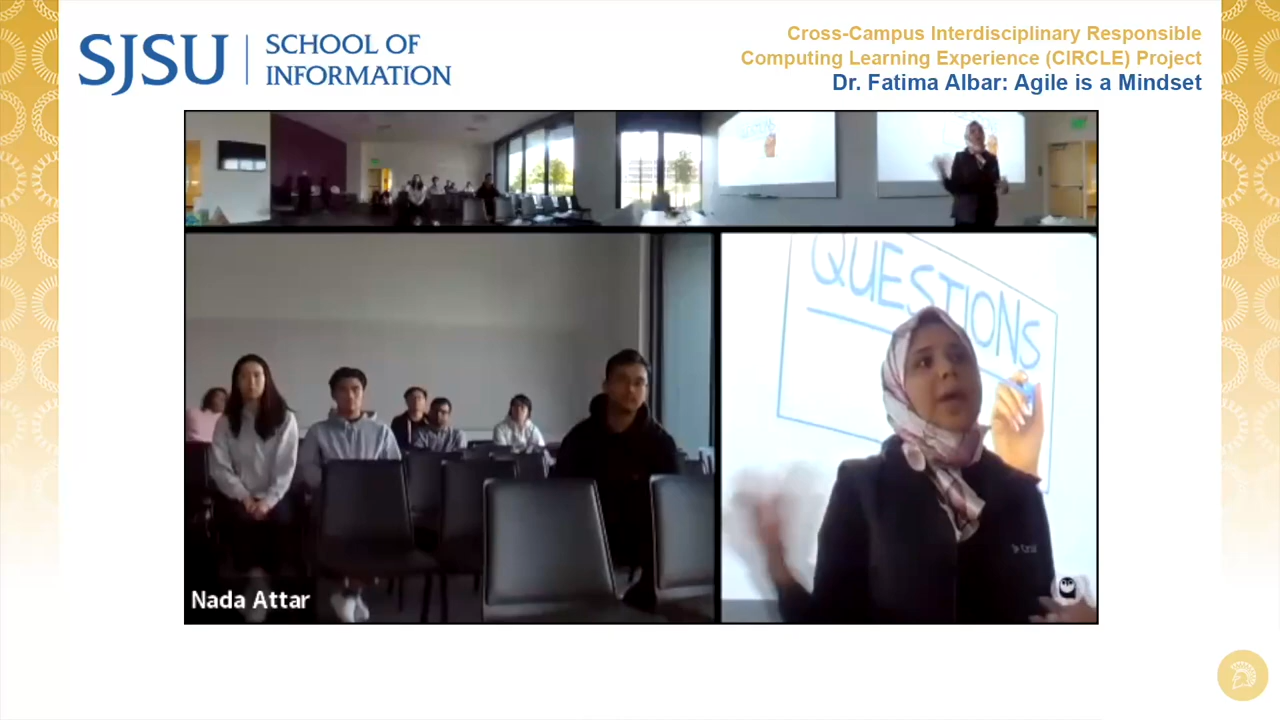 SJSU
SCHOOL OF
INFORMATION
Cross-Campus Interdisciplinary Responsible
Computing Learning Experience (CIRCLE) Project
Dr. Fatima Albar: Agile is a Mindset
QUESTIONS
Nada Attar